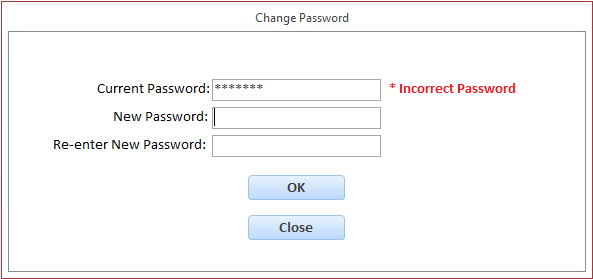 Change Password
Current Password: ******* * Incorrect Password
New Password:
Re-enter New Password:
OK
Close